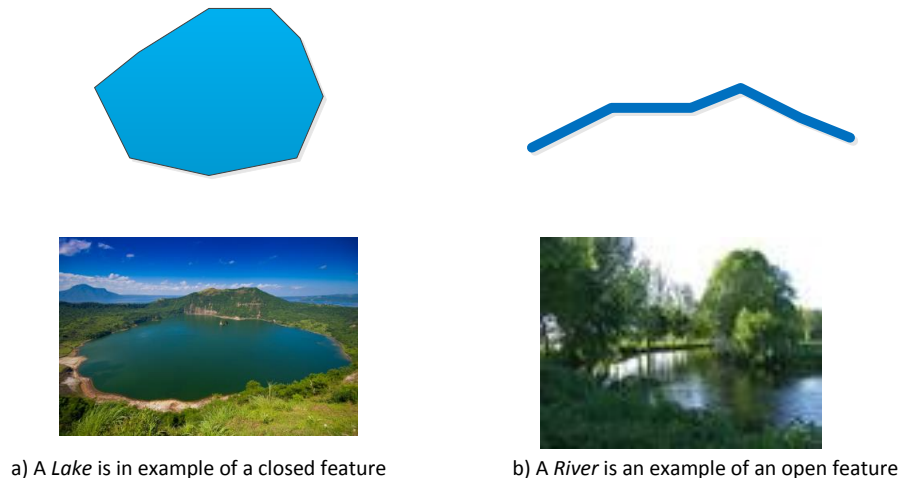 a) A Lake is in example of a closed feature
b) A River is an example of an open feature